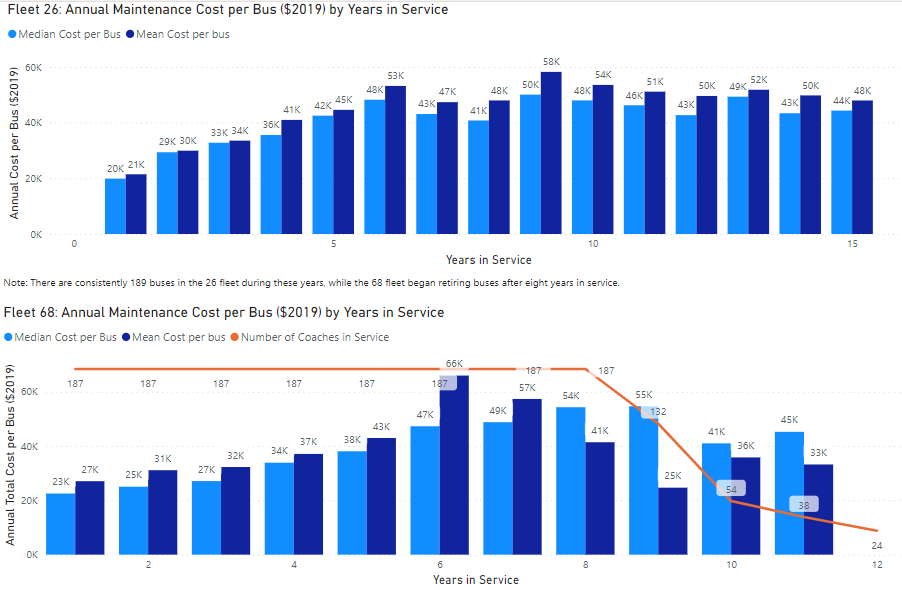 Fleet 26: Annual Maintenance Cost per Bus ($2019) by Years in Service
Median Cost per Bus Mean Cost per bus
Annual Cost per Bus ($2019)
60K
40K
20K
0K
20K 21K 29K 30K 33K 34K 36K 41K 42K 45K 48K 53K 43K 47K 41K 48K 50K 58K 48K 54K 46K 51K 43K 50K 49K 52K 43K 50K 44K 48K
0 5 10 15
Years in Service
Note: There are consistently 189 buses in the 26 fleet during these years, while the 68 fleet began retiring buses after eight years in service.
Fleet 68: Annual Maintenance Cost per Bus ($2019) by Years in Service
Median Cost per Bus Mean Cost per bus Number of Coaches in Service
Annual Total Cost per Bus ($2019)
60K
40K
20K
0K
187 187 187 187 187 187 187 187 132 54 38 24
23K 27K 25K 31K 27K 32K 34K 37K 38K 43K 47K 66K 49K 57K 54K 41K 55K 25K 41K 36K 45K 33K
2 4 6 8 10 12
Years in Service